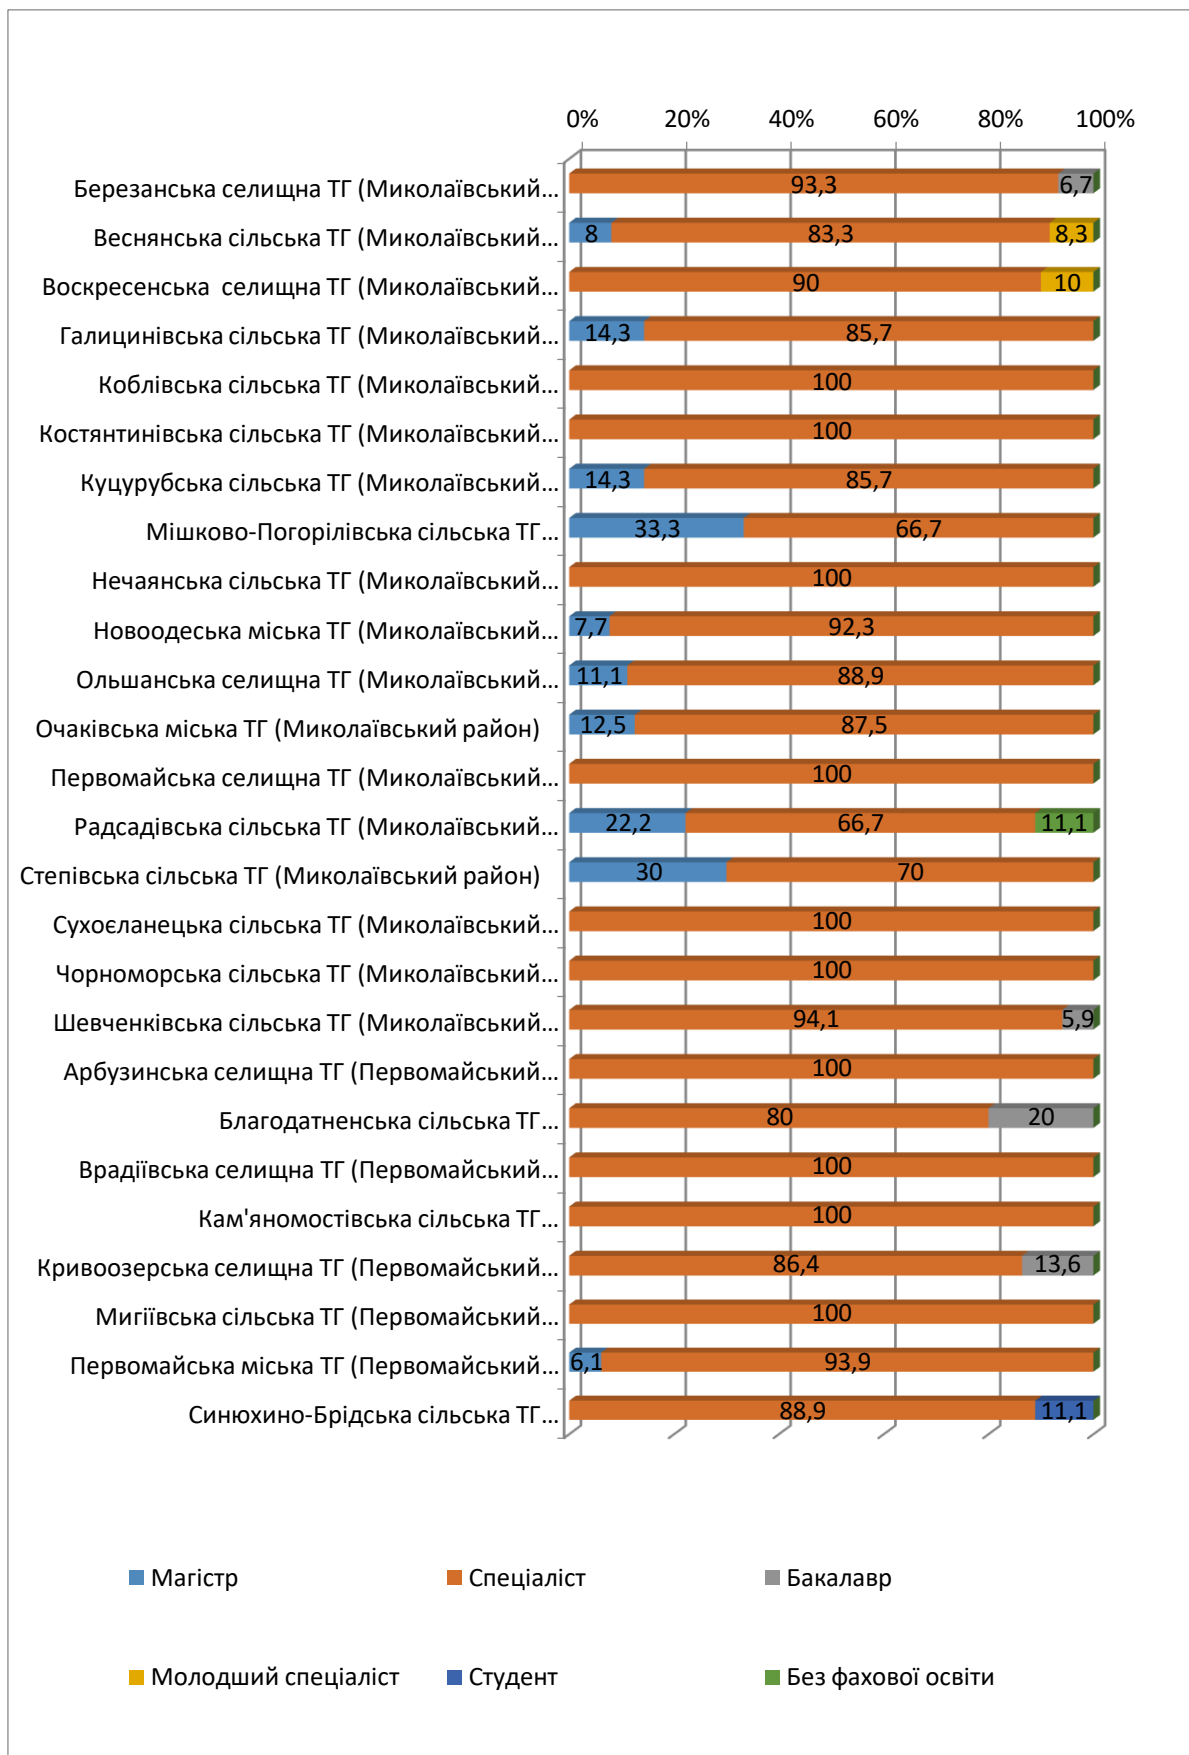 0% 20% 40% 60% 80% 100%
Березанська селищна ТГ (Миколаївський... 93,3 6,7
Веснянська сільська ТГ (Миколаївський... 8 83,3 8,3
Воскресенська  селищна ТГ (Миколаївський... 90 10
Галицинівська сільська ТГ (Миколаївський... 14,3 85,7
Коблівська сільська ТГ (Миколаївський... 100
Костянтинівська сільська ТГ (Миколаївський... 100
Куцурубська сільська ТГ (Миколаївський... 14,3 85,7
Мішково-Погорілівська сільська ТГ... 33,3 66,7
Нечаянська сільська ТГ (Миколаївський... 100
Новоодеська міська ТГ (Миколаївський... 7,7 92,3
Ольшанська селищна ТГ (Миколаївський... 11,1 88,9
Очаківська міська ТГ (Миколаївський район) 12,5 87,5
Первомайська селищна ТГ (Миколаївський... 100
Радсадівська сільська ТГ (Миколаївський... 22,2 66,7 11,1
Степівська сільська ТГ (Миколаївський район) 30 70
Сухоєланецька сільська ТГ (Миколаївський... 100
Чорноморська сільська ТГ (Миколаївський... 100
Шевченківська сільська ТГ (Миколаївський... 94,1 5,9
Арбузинська селищна ТГ (Первомайський... 100
Благодатненська сільська ТГ... 80 20
Врадіївська селищна ТГ (Первомайський... 100
Кам'яномостівська сільська ТГ... 100
Кривоозерська селищна ТГ (Первомайський... 86,4 13,6
Мигіївська сільська ТГ (Первомайський... 100
Первомайська міська ТГ (Первомайський... 6,1 93,9
Синюхино-Брідська сільська ТГ... 88,9 11,1
Магістр Спеціаліст Бакалавр
Молодший спеціаліст Студент Без фахової освіти